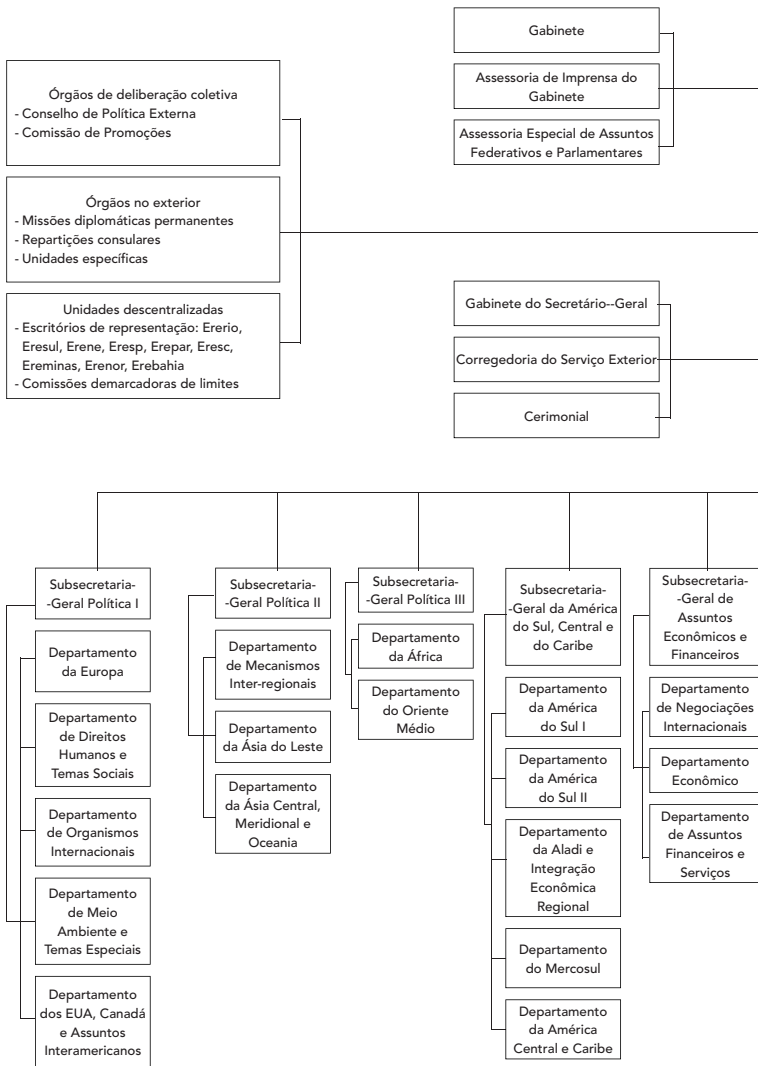 Gabinete
Assessoria de Imprensa do
Gabinete
Assessoria Especial de Assuntos
Federativos e Parlamentares
Órgãos de deliberação coletiva
- Conselho de Política Externa
- Comissão de Promoções
Órgãos no exterior
- Missões diplomáticas permanentes
- Repartições consulares
- Unidades específicas
Unidades descentralizadas
- Escritórios de representação: Ererio,
Eresul, Erene, Eresp, Erepar, Eresc,
Ereminas, Erenor, Erebahia
- Comissões demarcadoras de limites
Gabinete do Secretário--Geral
Corregedoria do Serviço Exterior
Cerimonial
Subsecretaria-
-Geral Política I
Departamento
da Europa
Departamento
de Direitos
Humanos e
Temas Sociais
Departamento
de Organismos
Internacionais
Departamento
de Meio
Ambiente e
Temas Especiais
Departamento
dos EUA, Canadá
e Assuntos
Interamericanos
Subsecretaria-
-Geral Política II
Departamento
de Mecanismos
Inter-regionais
Departamento
da Ásia do Leste
Departamento
da Ásia Central,
Meridional e
Oceania
Subsecretaria-
-Geral Política III
Departamento
da África
Departamento
do Oriente
Médio
Subsecretaria-
-Geral da América
do Sul, Central e
do Caribe
Departamento
da América
do Sul I
Departamento
da América
do Sul II
Departamento
da Aladi e
Integração
Econômica
Regional
Departamento
do Mercosul
Departamento
da América
Central e Caribe
Subsecretaria-
-Geral de
Assuntos
Econômicos e
Financeiros
Departamento
de Negociações
Internacionais
Departamento
Econômico
Departamento
de Assuntos
Financeiros e
Serviços